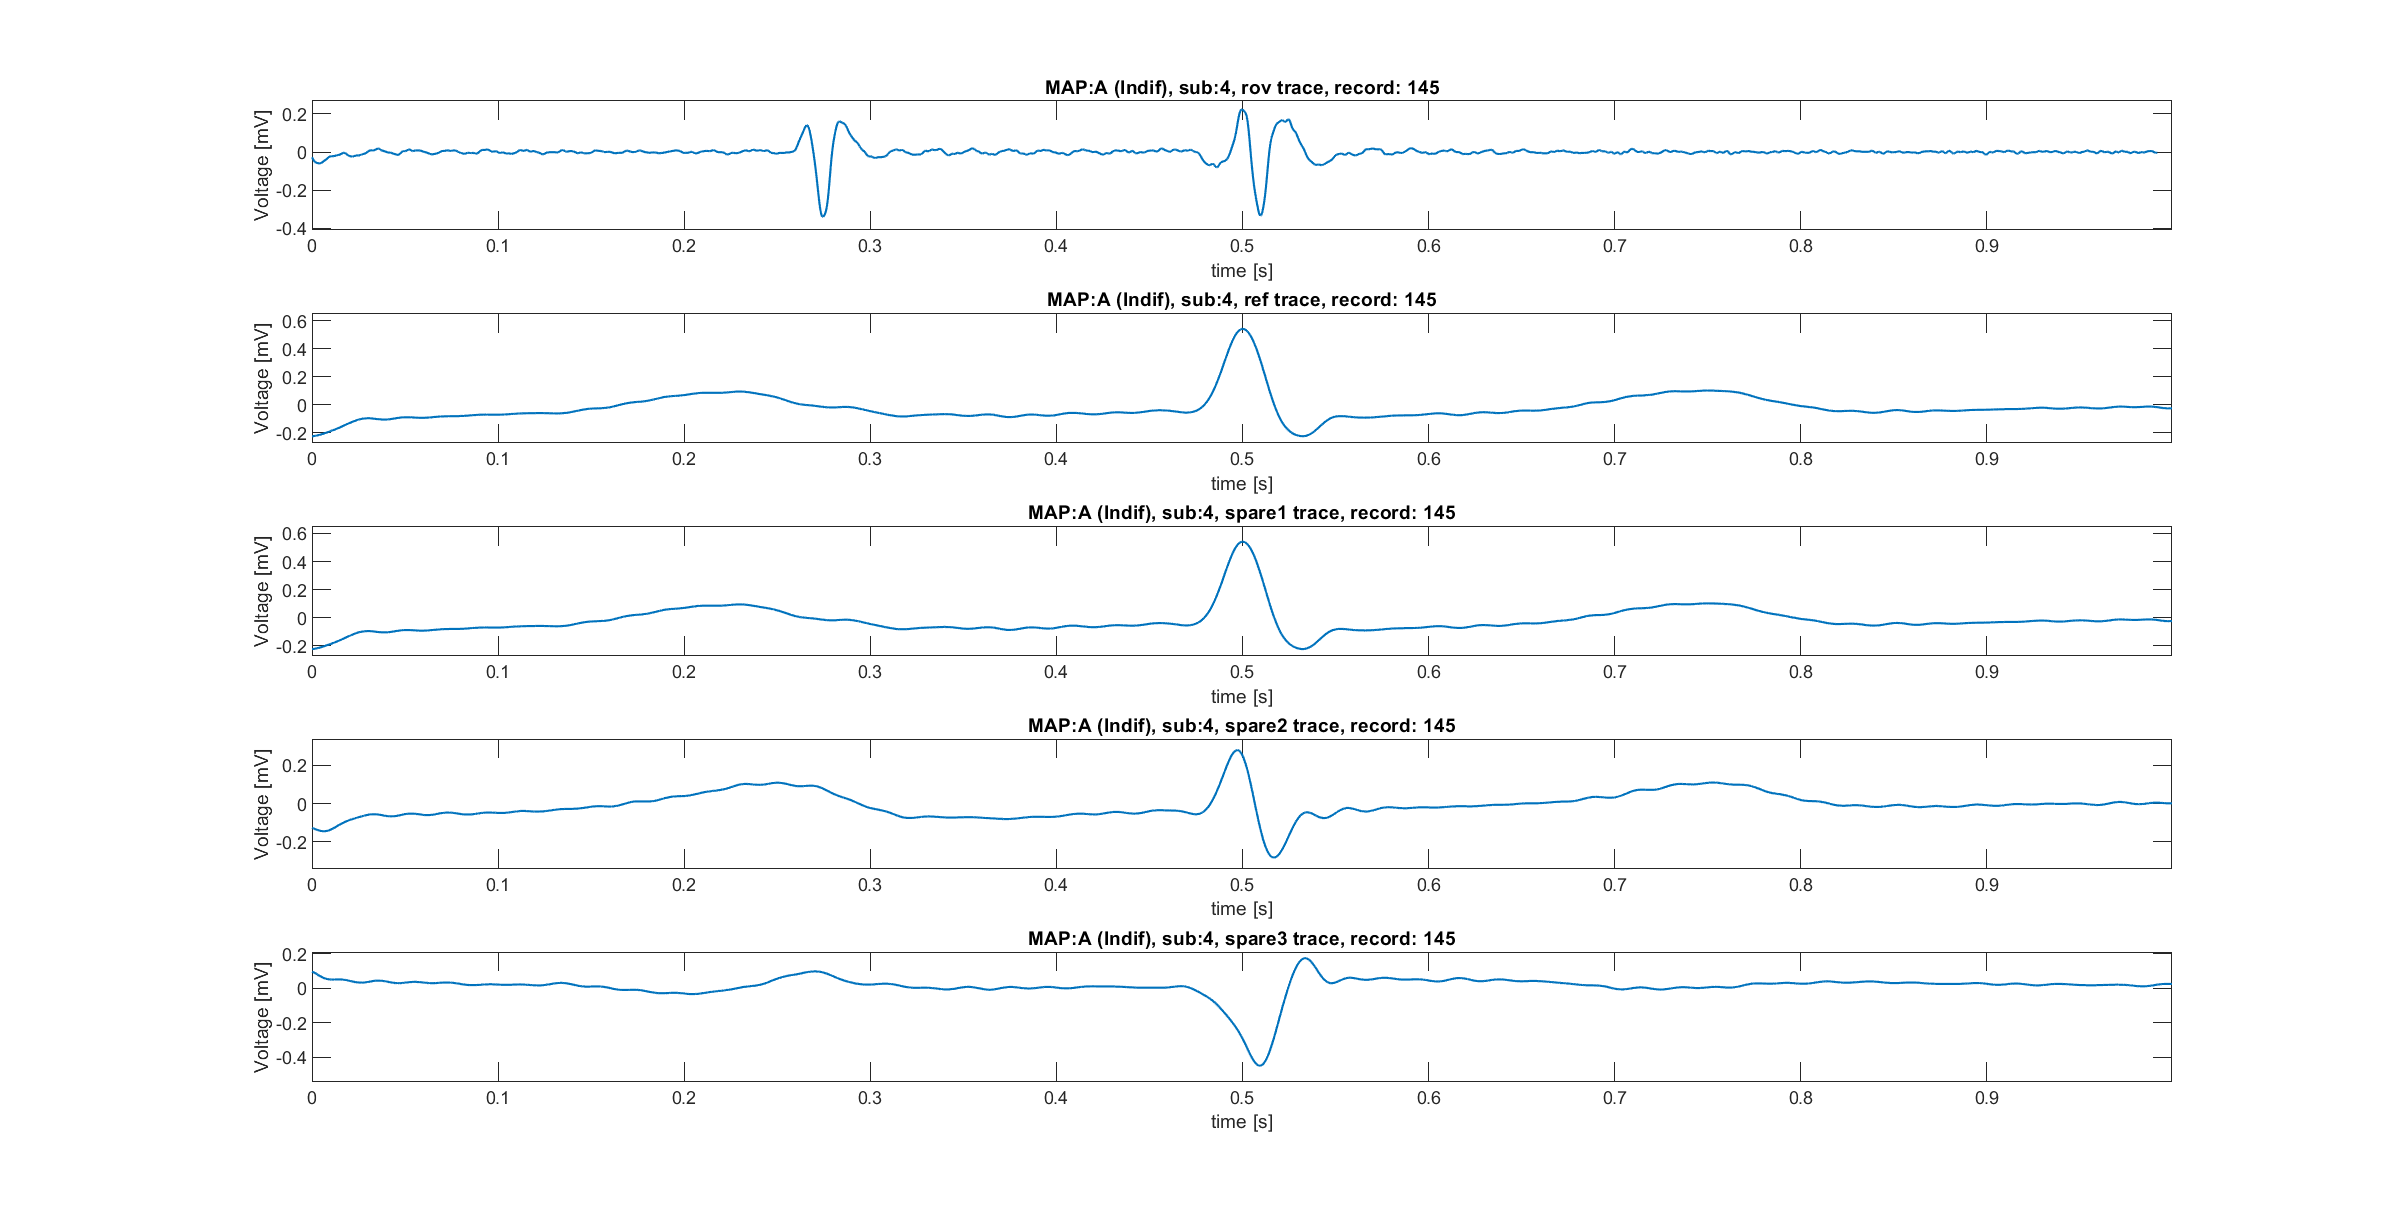 MAP:A (Indif), sub:4, rov trace, record: 145
Voltage [mV]
0.2
0
-0.2
-0.4
0 0.1 0.2 0.3 0.4 0.5 0.6 0.7 0.8 0.9
time [s]
MAP:A (Indif), sub:4, ref trace, record: 145
Voltage [mV]
0.6
0.4
0.2
0
-0.2
0 0.1 0.2 0.3 0.4 0.5 0.6 0.7 0.8 0.9
time [s]
MAP:A (Indif), sub:4, spare1 trace, record: 145
Voltage [mV]
0.6
0.4
0.2
0
-0.2
0 0.1 0.2 0.3 0.4 0.5 0.6 0.7 0.8 0.9
time [s]
MAP:A (Indif), sub:4, spare2 trace, record: 145
Voltage [mV]
0.2
0
-0.2
0 0.1 0.2 0.3 0.4 0.5 0.6 0.7 0.8 0.9
time [s]
MAP:A (Indif), sub:4, spare3 trace, record: 145
Voltage [mV]
0.2
0
-0.2
-0.4
0 0.1 0.2 0.3 0.4 0.5 0.6 0.7 0.8 0.9
time [s]